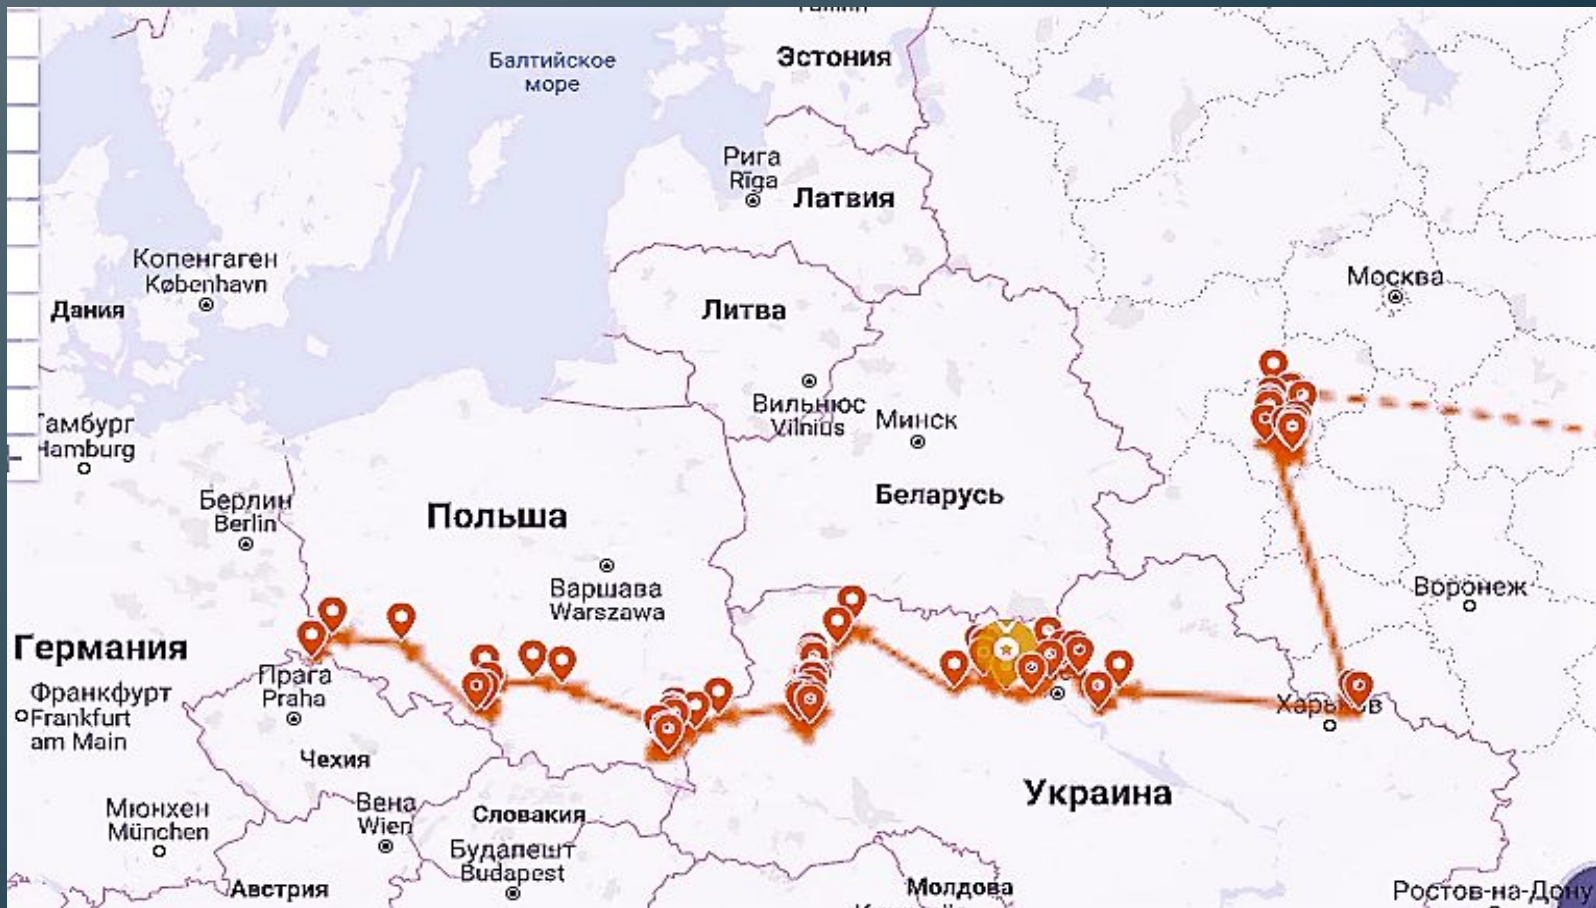 Эстония
Балтийское
море
Рига
Rīga
Латвия
Копенгаген
København
Дания
Москва
Литва
Вильнюс
Vilnius
Минск
Hamburg
Беларусь
Берлин
Berlin
Польша
Варшава
Warszawa
Воронеж
Германия
Прага
Praha
Франкфурт
Frankfurt
am Main
Харьков
Чехия
Украина
Мюнхен
München
Вена
Wien
Словакия
Будапешт
Budapest
Австрия
Молдова
Ростов-на-Дону